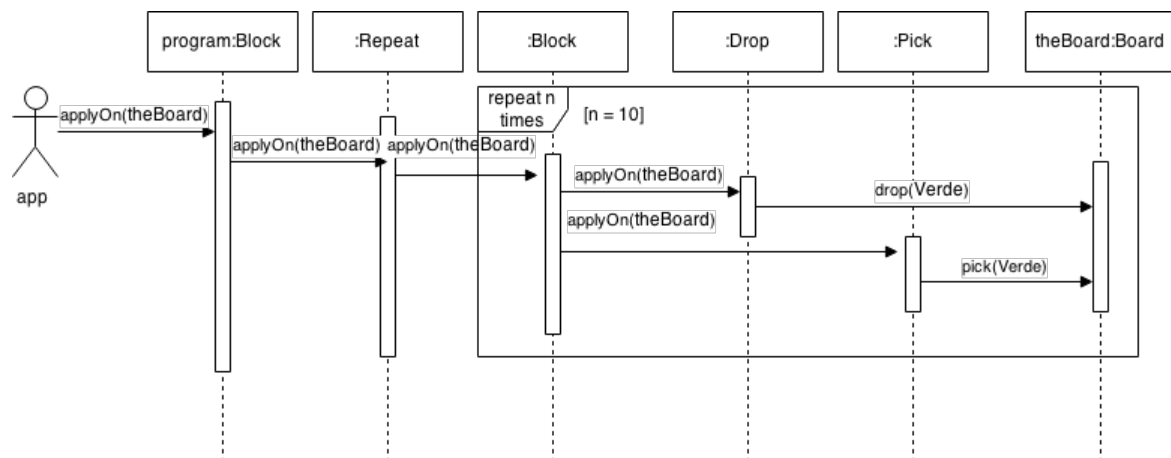 program:Block
:Repeat
:Block
:Drop
:Pick
theBoard:Board
repeat n
times
[n = 10]
applyOn(theBoard)
applyOn(theBoard)
applyOn(theBoard)
applyOn(theBoard)
drop(Verde)
applyOn(theBoard)
pick(Verde)
app